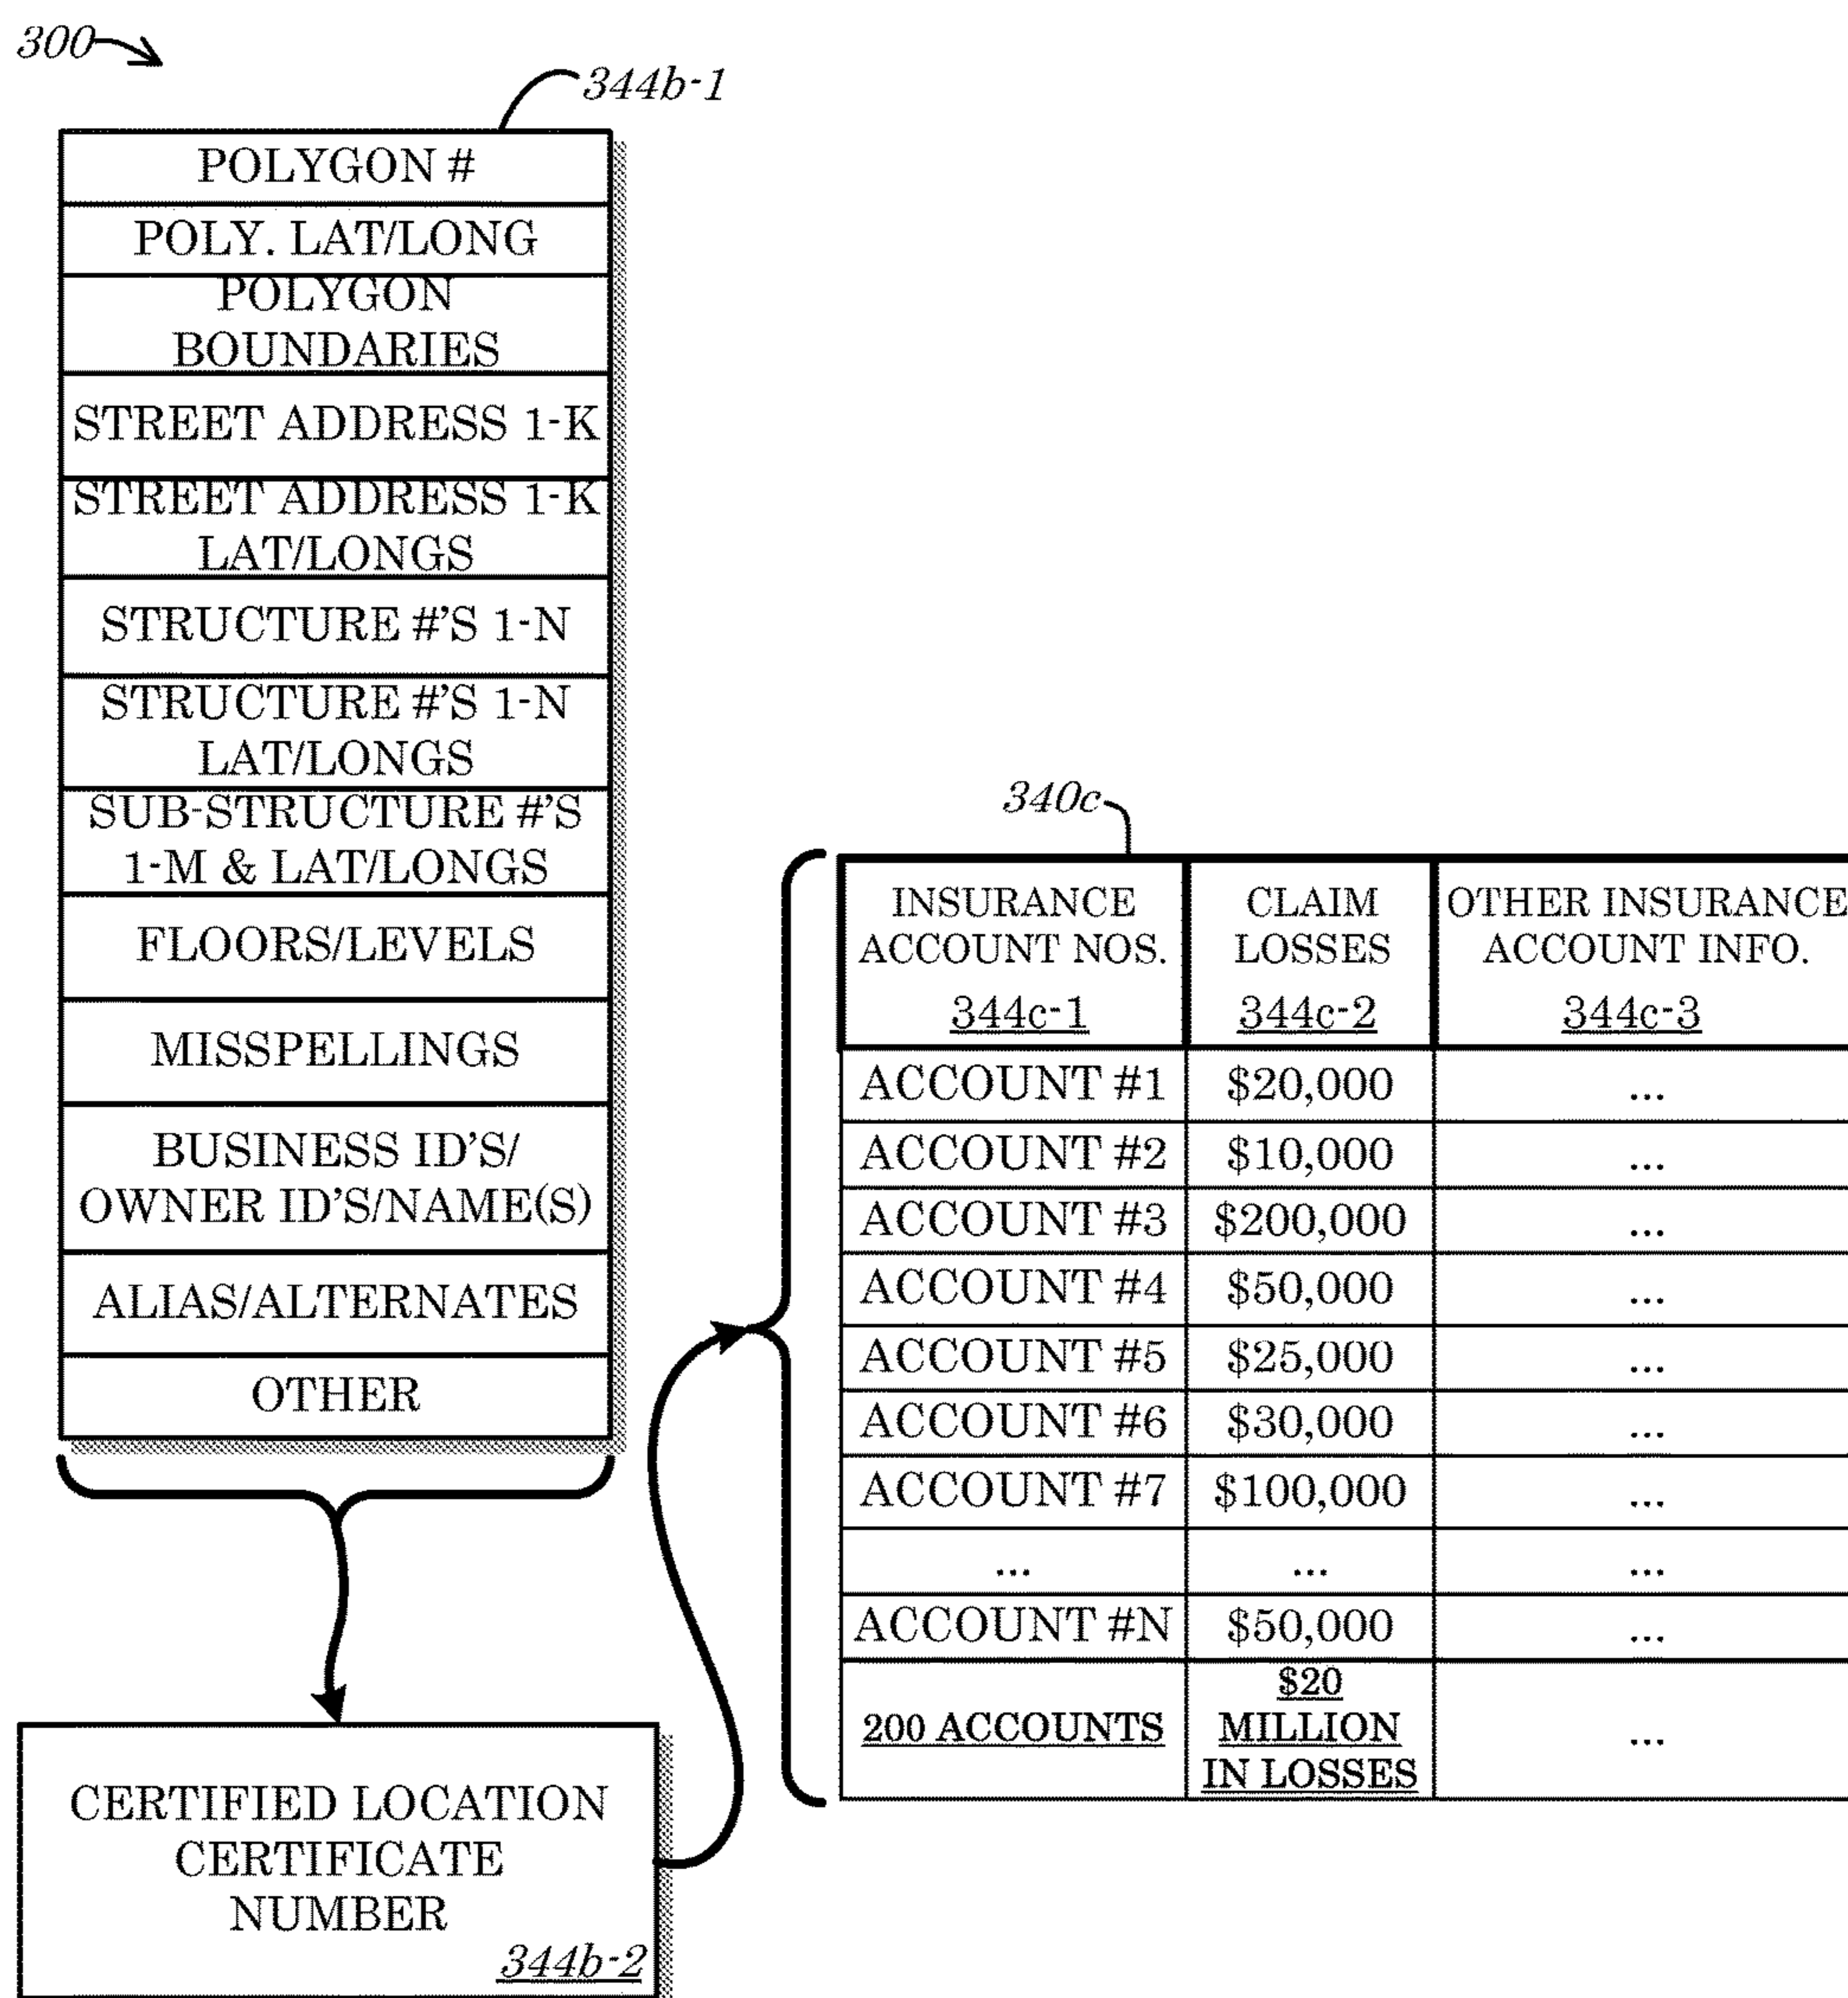 300
344b-1
POLYGON #
POLY. LAT/LONG
POLYGON
BOUNDARIES
STREET ADDRESS 1-K
STREET ADDRESS 1-K
LAT/LONGS
STRUCTURE #'S 1-N
STRUCTURE #'S 1-N
LAT/LONGS
SUB-STRUCTURE #'S
1-M & LAT/LONGS
FLOORS/LEVELS
MISSPELLINGS
BUSINESS ID'S/
OWNER ID'S/NAME(S)
ALIAS/ALTERNATES
OTHER
CERTIFIED LOCATION
CERTIFICATE
NUMBER
344b-2
340c
INSURANCE
ACCOUNT NOS.
344c-1
CLAIM
LOSSES
344c-2
OTHER INSURANCE
ACCOUNT INFO.
344c-3
ACCOUNT #1 $20,000 ...
ACCOUNT #2 $10,000 ...
ACCOUNT #3 $200,000 ...
ACCOUNT #4 $50,000 ...
ACCOUNT #5 $25,000 ...
ACCOUNT #6 $30,000 ...
ACCOUNT #7 $100,000 ...
... ... ...
ACCOUNT #N $50,000 ...
200 ACCOUNTS
$20
MILLION
IN LOSSES
...